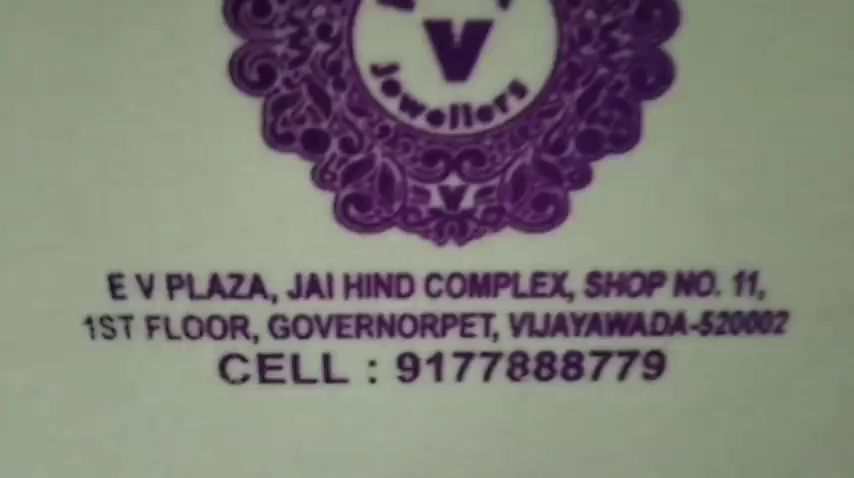 V
Jewellers
V
E V PLAZA, JAI HIND COMPLEX, SHOP NO. 11,
1ST FLOOR, GOVERNORPET, VIJAYAWADA-520002
CELL : 9177888779